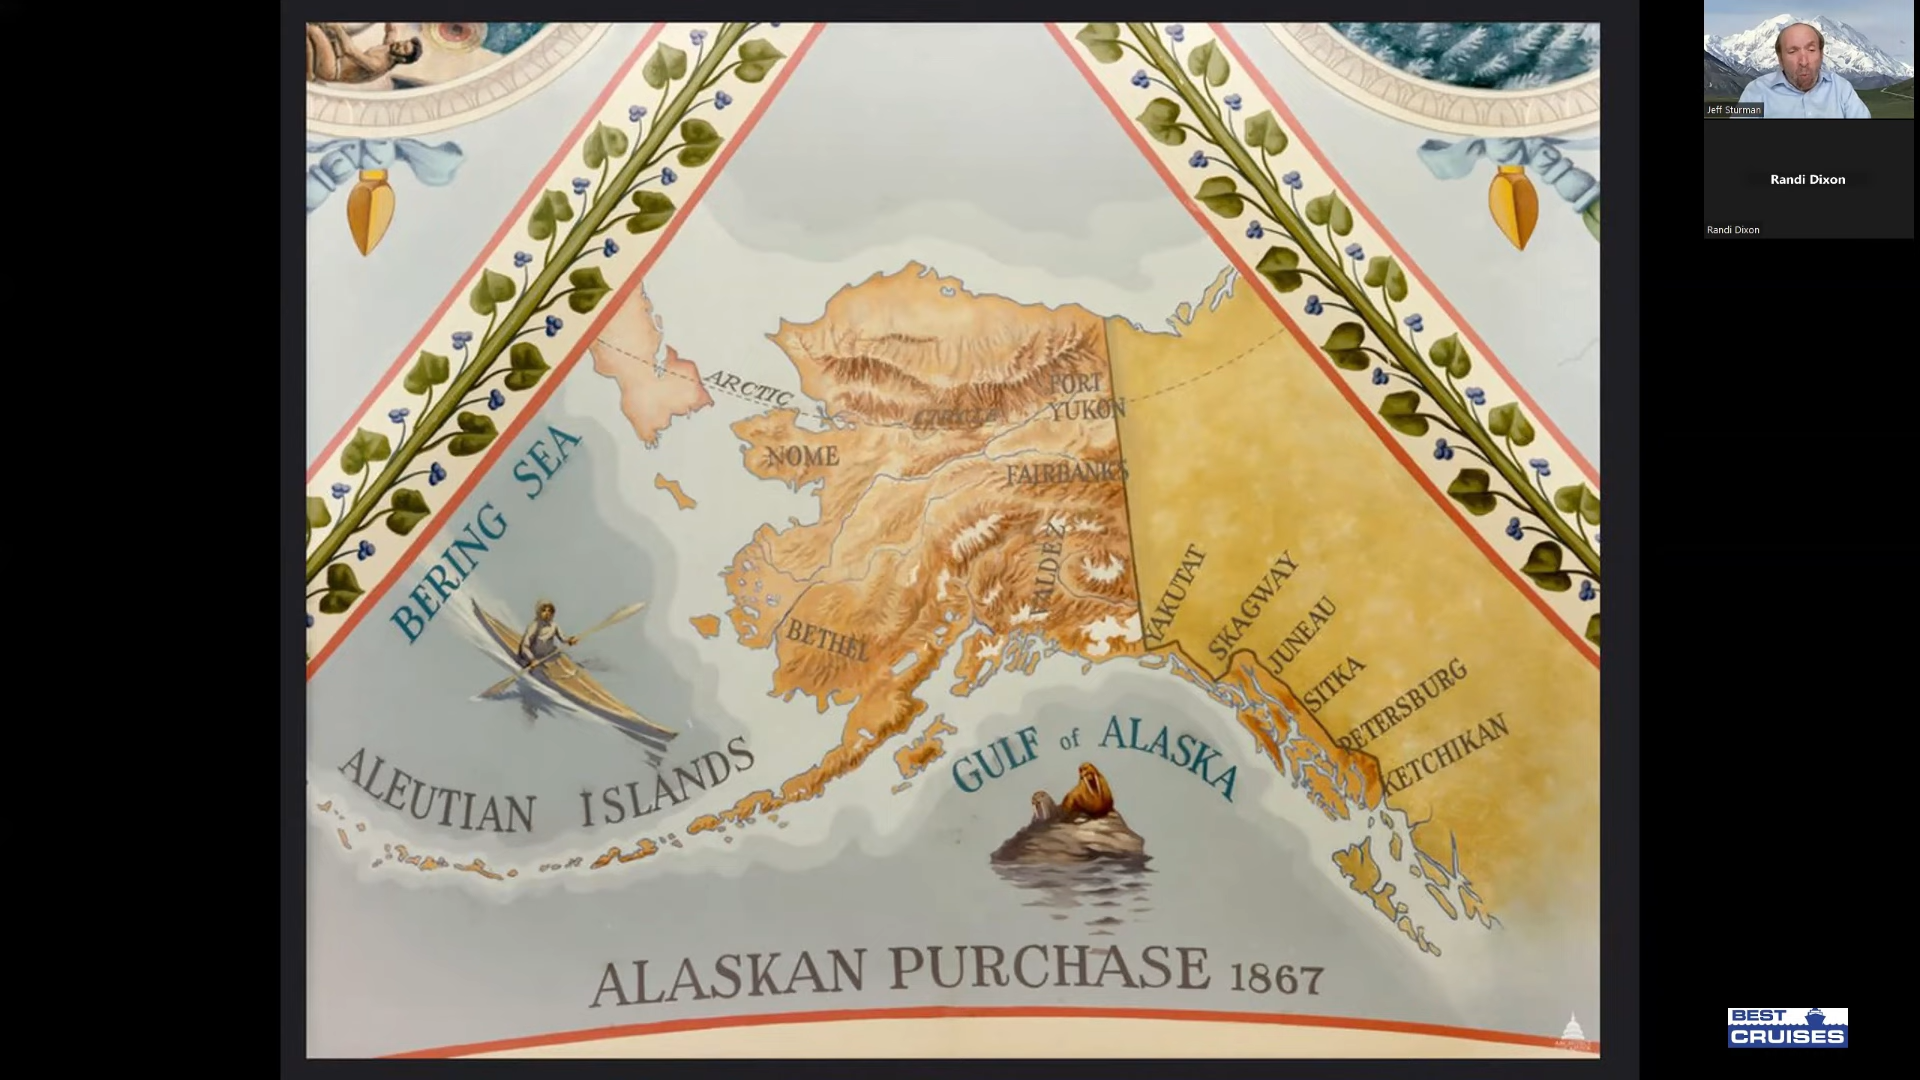 Jeff Sturman
Randi Dixon
Randi Dixon
ARCTIC
CIRCLE
FORT
YUKON
NOME
FAIRBANKS
BERING SEA
VALDEZ
YAKUTAT
SKAGWAY
JUNEAU
BETHEL
SITKA
PETERSBURG
KETCHIKAN
GULF of ALASKA
ALEUTIAN ISLANDS
ALASKAN PURCHASE 1867
BEST
CRUISES